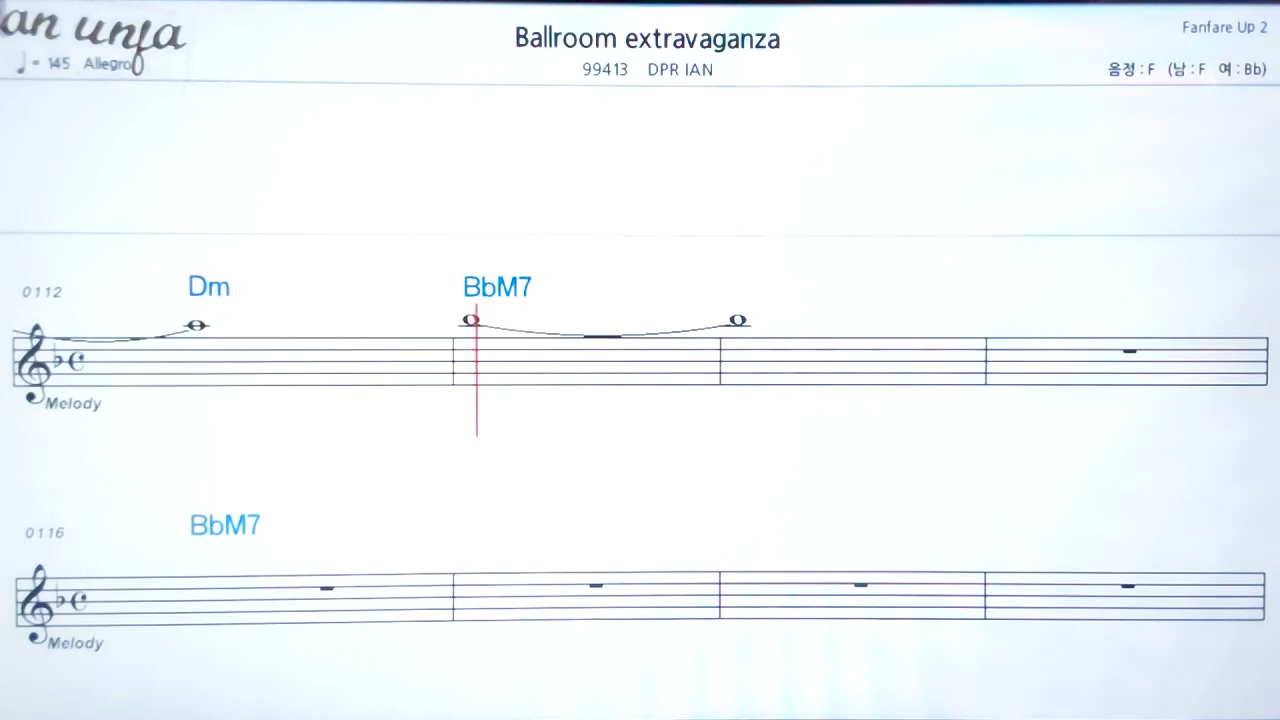 an unfa
Ballroom extravaganza
Fanfare Up 2
♩= 145 Allegro
99413 DPR IAN
음정 : F (남 : F 여 : Bb)
0112
Dm BbM7
Melody
0116
BbM7
Melody